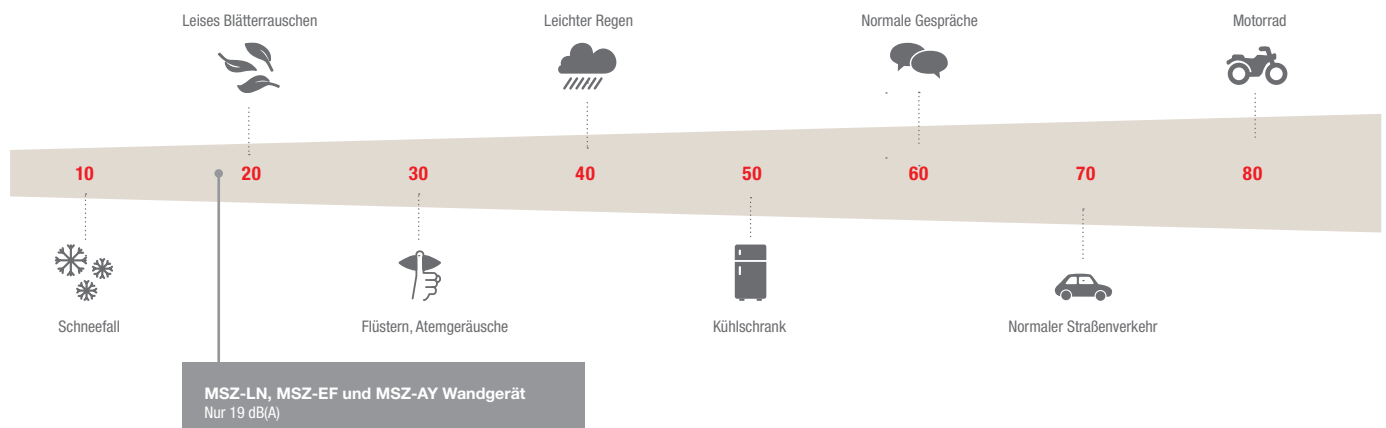 Leises Blätterrauschen
Leichter Regen
Normale Gespräche
Motorrad
10
20
30
40
50
60
70
80
Schneefall
Flüstern, Atemgeräusche
Kühlschrank
Normaler Straßenverkehr
MSZ-LN, MSZ-EF und MSZ-AY Wandgerät
Nur 19 dB(A)